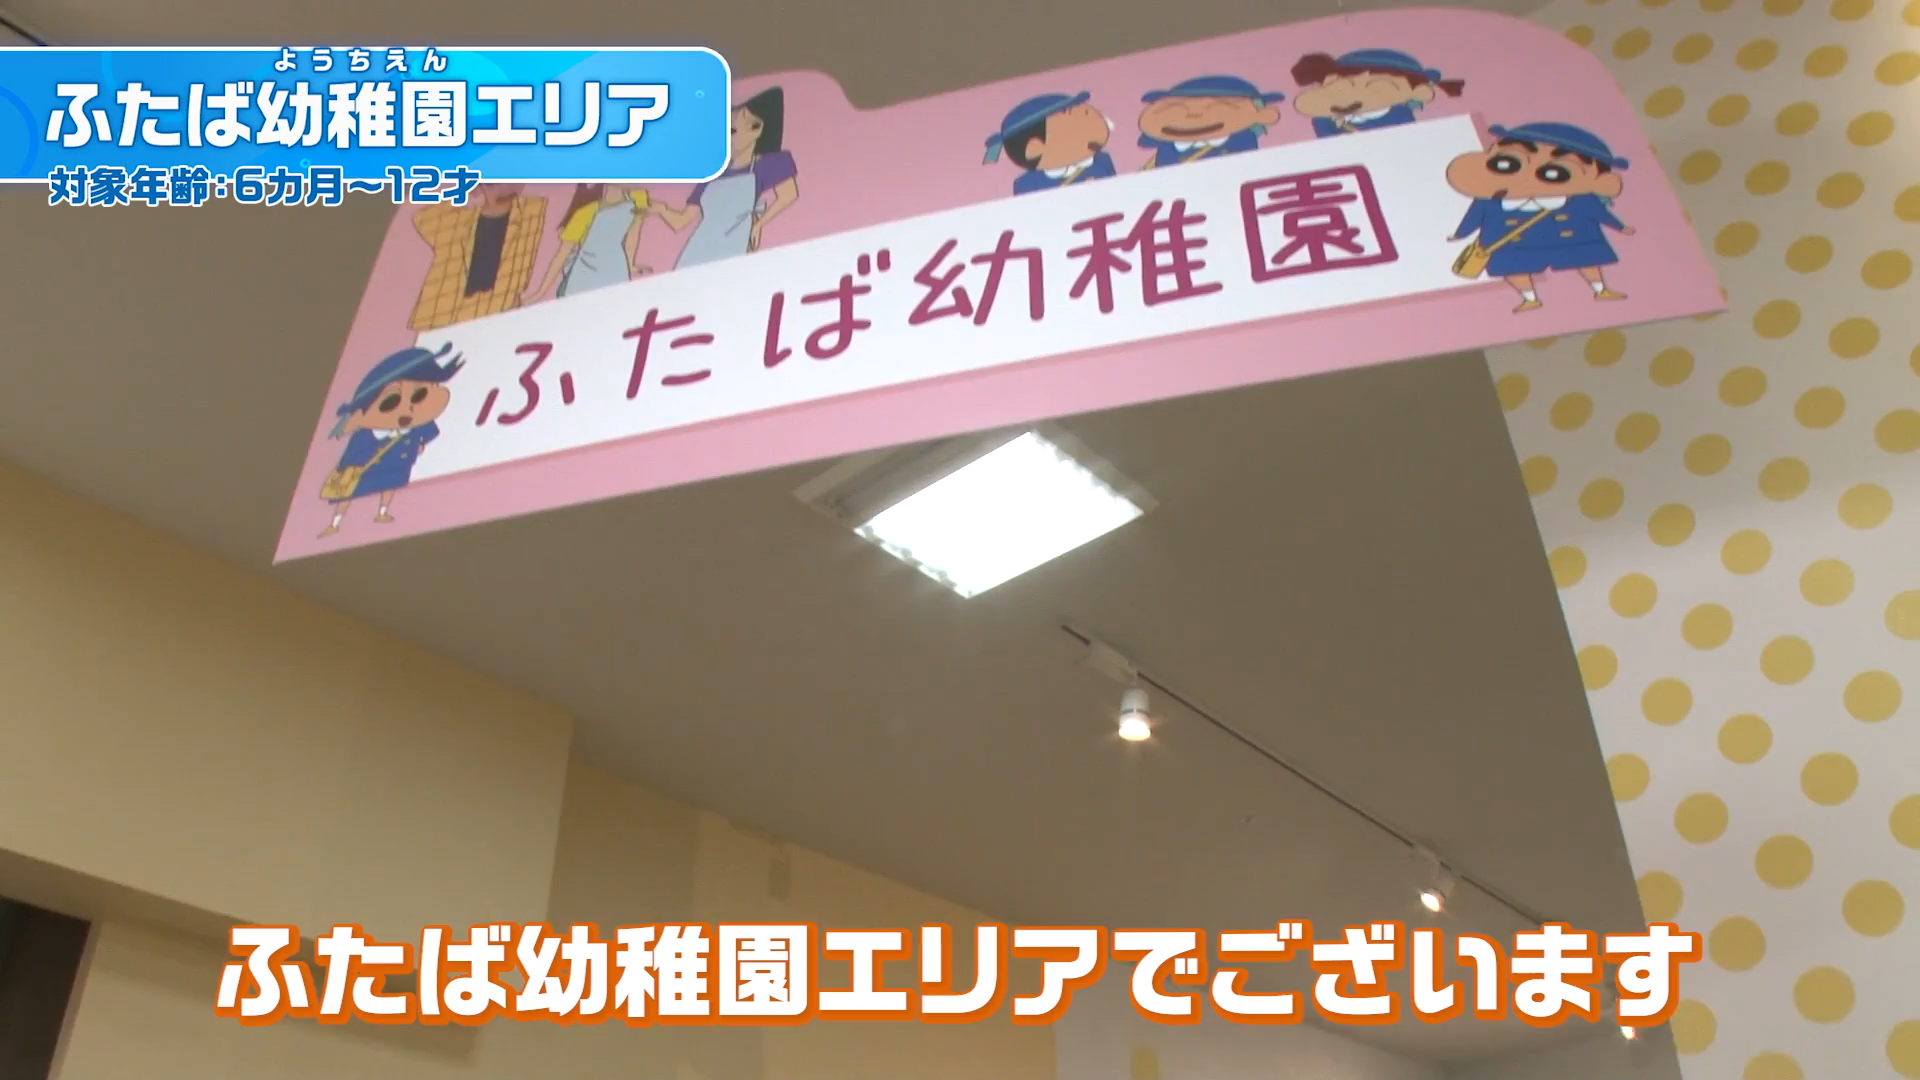 ようちえん
ふたば幼稚園エリア
対象年齢:6カ月～12才
ふたば幼稚園
ふたば幼稚園エリアでございます